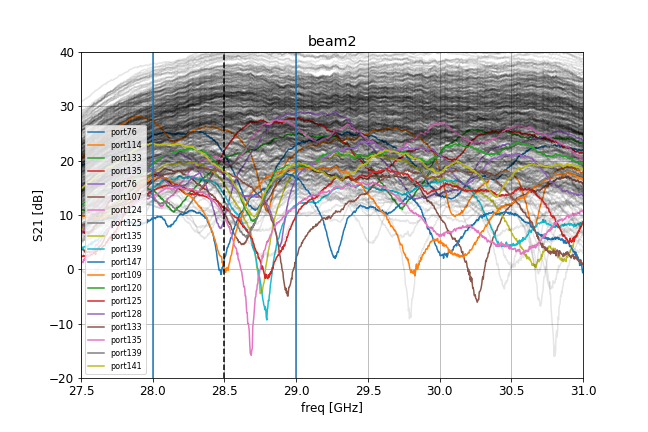 beam2
S21 [dB]
40
30
20
10
0
−10
−20
port76
port114
port133
port135
port76
port107
port124
port125
port135
port139
port147
port109
port120
port125
port128
port133
port135
port139
port141
27.5 28.0 28.5 29.0 29.5 30.0 30.5 31.0
freq [GHz]